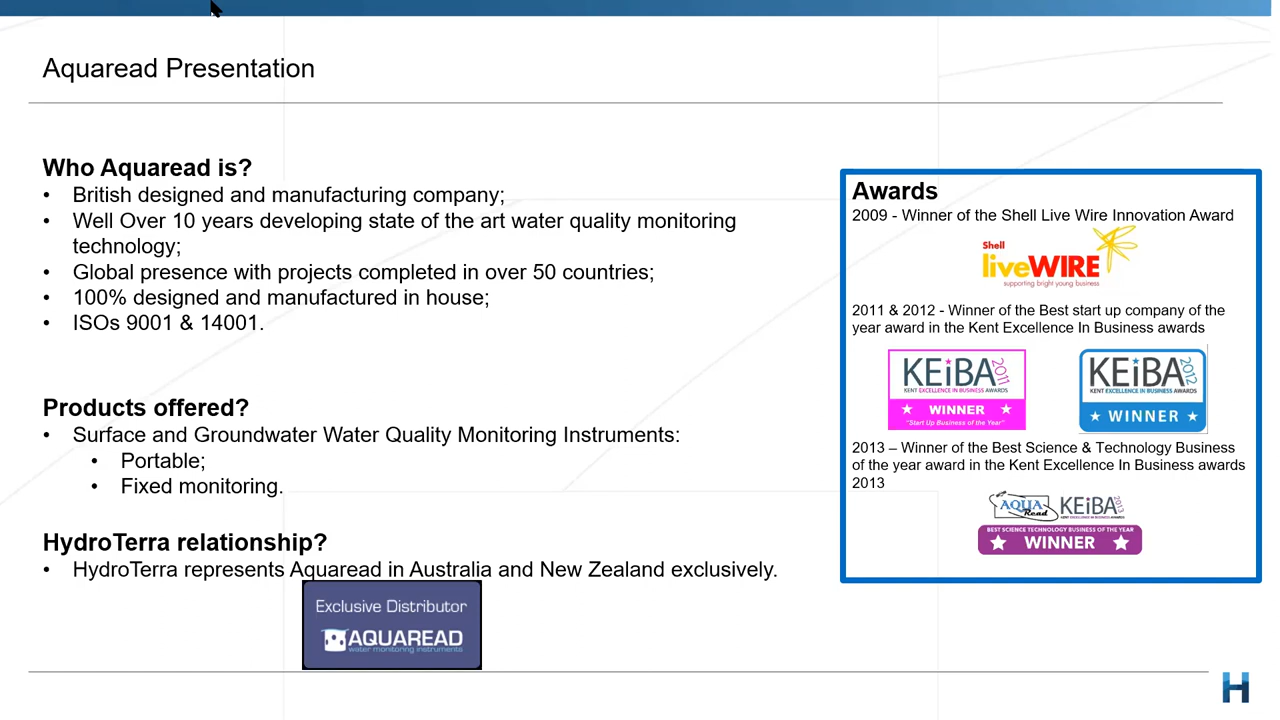 Aquaread Presentation
Who Aquaread is?
• British designed and manufacturing company;
• Well Over 10 years developing state of the art water quality monitoring
technology;
• Global presence with projects completed in over 50 countries;
• 100% designed and manufactured in house;
• ISOs 9001 & 14001.
Products offered?
• Surface and Groundwater Water Quality Monitoring Instruments:
• Portable;
• Fixed monitoring.
HydroTerra relationship?
• HydroTerra represents Aquaread in Australia and New Zealand exclusively.
Exclusive Distributor
AQUAREAD
water monitoring instruments
Awards
2009 - Winner of the Shell Live Wire Innovation Award
Shell
liveWIRE
supporting bright young business
2011 & 2012 - Winner of the Best start up company of the
year award in the Kent Excellence In Business awards
KEiBA 2011
KENT EXCELLENCE IN BUSINESS AWARDS
★ WINNER ★
"Start Up Business of the Year"
KEiBA 2012
KENT EXCELLENCE IN BUSINESS AWARDS
★ WINNER ★
2013 – Winner of the Best Science & Technology Business
of the year award in the Kent Excellence In Business awards
2013
AQUA Read
KEiBA 2013
KENT EXCELLENCE IN BUSINESS AWARDS
BEST SCIENCE TECHNOLOGY BUSINESS OF THE YEAR
★ WINNER ★
H